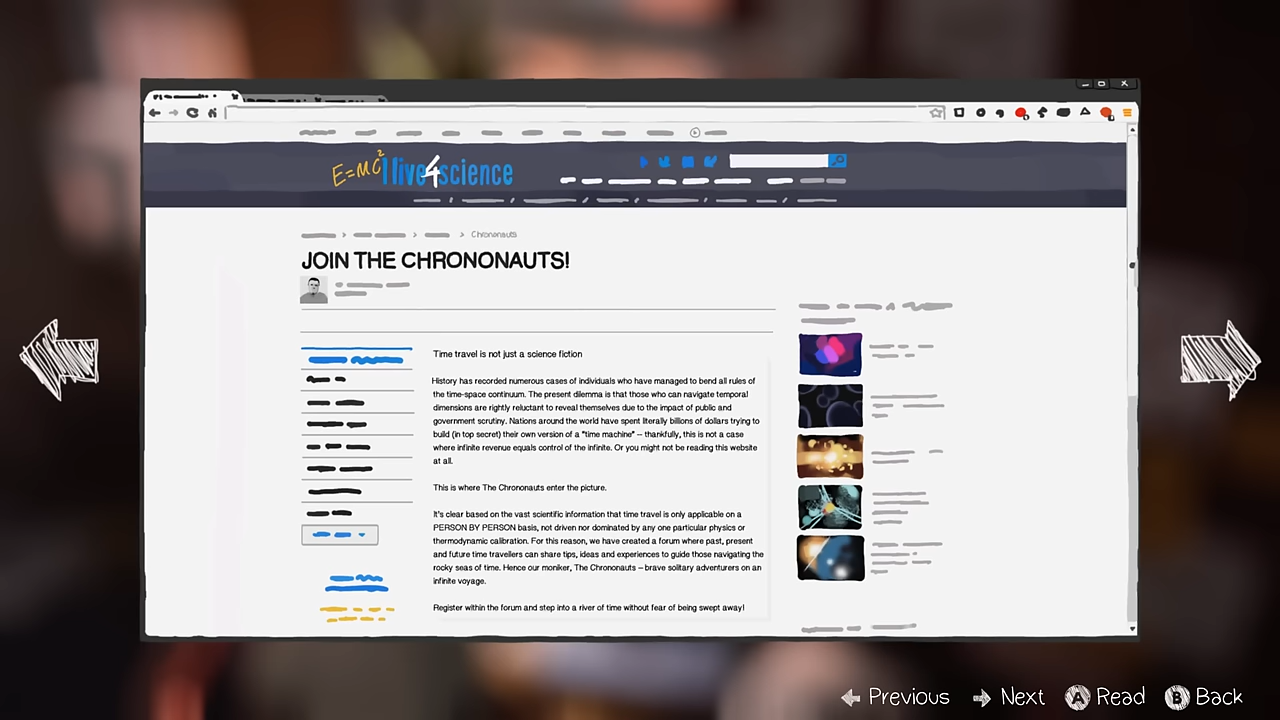 E=MC2 I live4science
Chrononauts
JOIN THE CHRONONAUTS!
Time travel is not just a science fiction
History has recorded numerous cases of individuals who have managed to bend all rules of
the time-space continuum. The present dilemma is that those who can navigate temporal
dimensions are rightly reluctant to reveal themselves due to the impact of public and
government scrutiny. Nations around the world have spent literally billions of dollars trying to
build (in top secret) their own version of a "time machine" – thankfully, this is not a case
where infinite revenue equals control of the infinite. Or you might not be reading this website
at all.
This is where The Chrononauts enter the picture.
It's clear based on the vast scientific information that time travel is only applicable on a
PERSON BY PERSON basis, not driven nor dominated by any one particular physics or
thermodynamic calibration. For this reason, we have created a forum where past, present
and future time travellers can share tips, ideas and experiences to guide those navigating the
rocky seas of time. Hence our moniker, The Chrononauts – brave solitary adventurers on an
infinite voyage.
Register within the forum and step into a river of time without fear of being swept away!
Previous Next A Read B Back